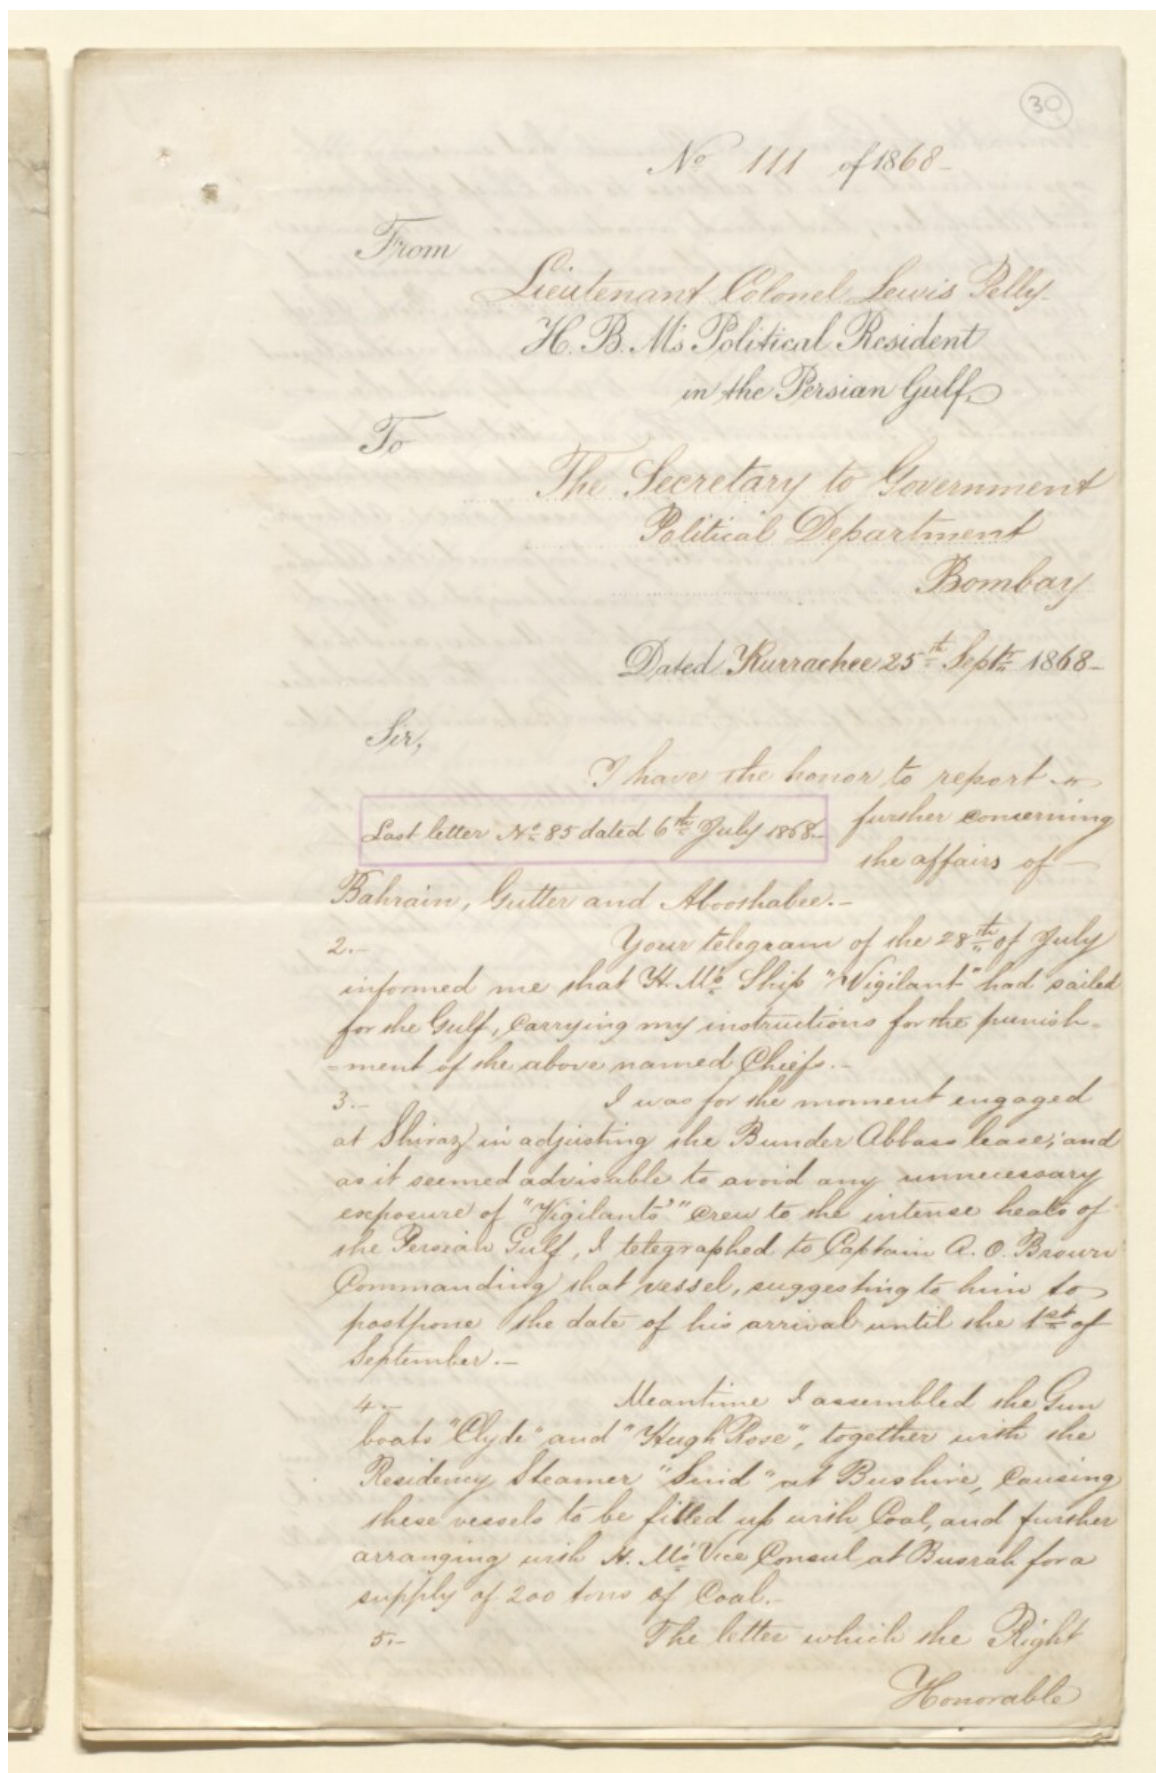 30
No 111 of 1868-
From
Lieutenant Colonel Lewis Pelly-
H. B. M's Political Resident
in the Persian Gulf.
To
The Secretary to Government
Political Department
Bombay
Dated Kurrachee 25th Septr 1868-
Sir,
I have the honor to report -
Last letter No 85 dated 6th July 1868-
further concerning
the affairs of -
Bahrain, Gutter and Abooshabee.-
2.- Your telegram of the 28th of July
informed me that H. M's Ship "Vigilant" had sailed
for the Gulf, carrying my instructions for the punish-
-ment of the above named Chiefs.-
3.- I was for the moment engaged
at Shiraz in adjusting the Bunder Abbass lease; and
as it seemed advisable to avoid any unnecessary
exposure of "Vigilants'" crew to the intense heats of
the Persian Gulf, I telegraphed to Captain R. O. Brown
Commanding that vessel, suggesting to him to
postpone the date of his arrival until the 1st of
September.-
4.- Meantime I assembled the Gun
boats "Clyde" and "Hugh Rose", together with the
Residency Steamer "Sind" at Bushire, causing
these vessels to be filled up with Coal, and further
arranging with H. M's Vice Consul at Busrah for a
supply of 200 tons of Coal.-
5.- The letter which the Right
Honorable